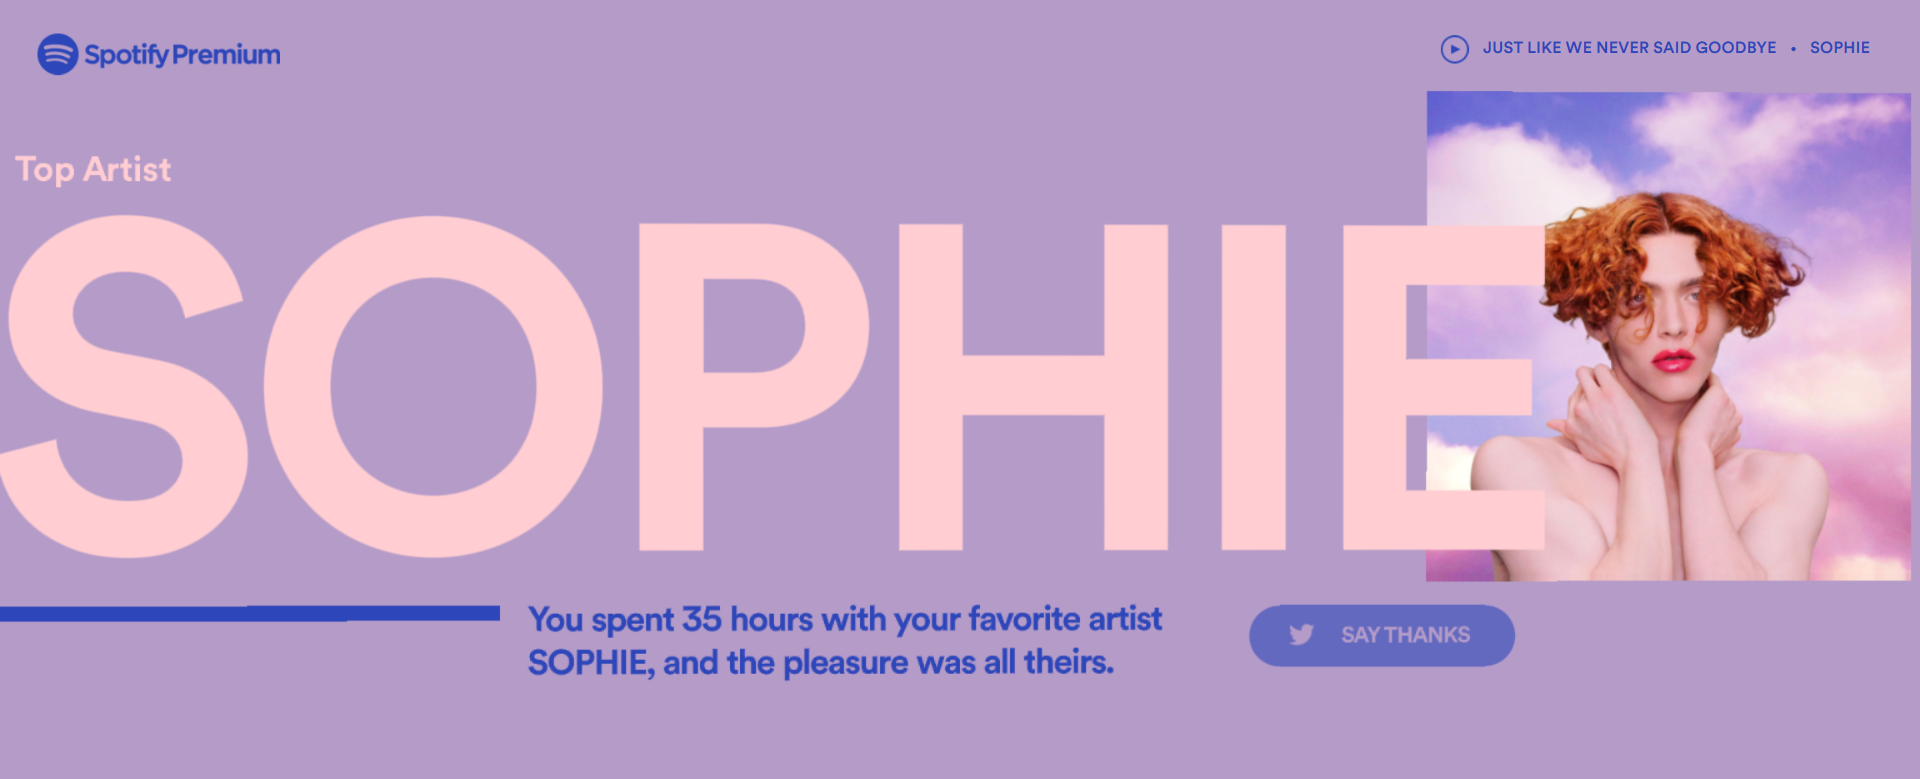 Spotify Premium
JUST LIKE WE NEVER SAID GOODBYE • SOPHIE
Top Artist
SOPHIE
You spent 35 hours with your favorite artist
SOPHIE, and the pleasure was all theirs.
SAY THANKS